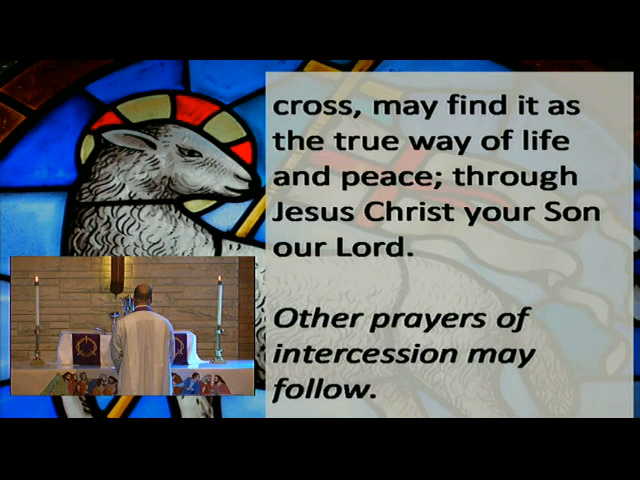 cross, may find it as
the true way of life
and peace; through
Jesus Christ your Son
our Lord.
Other prayers of
intercession may
follow.